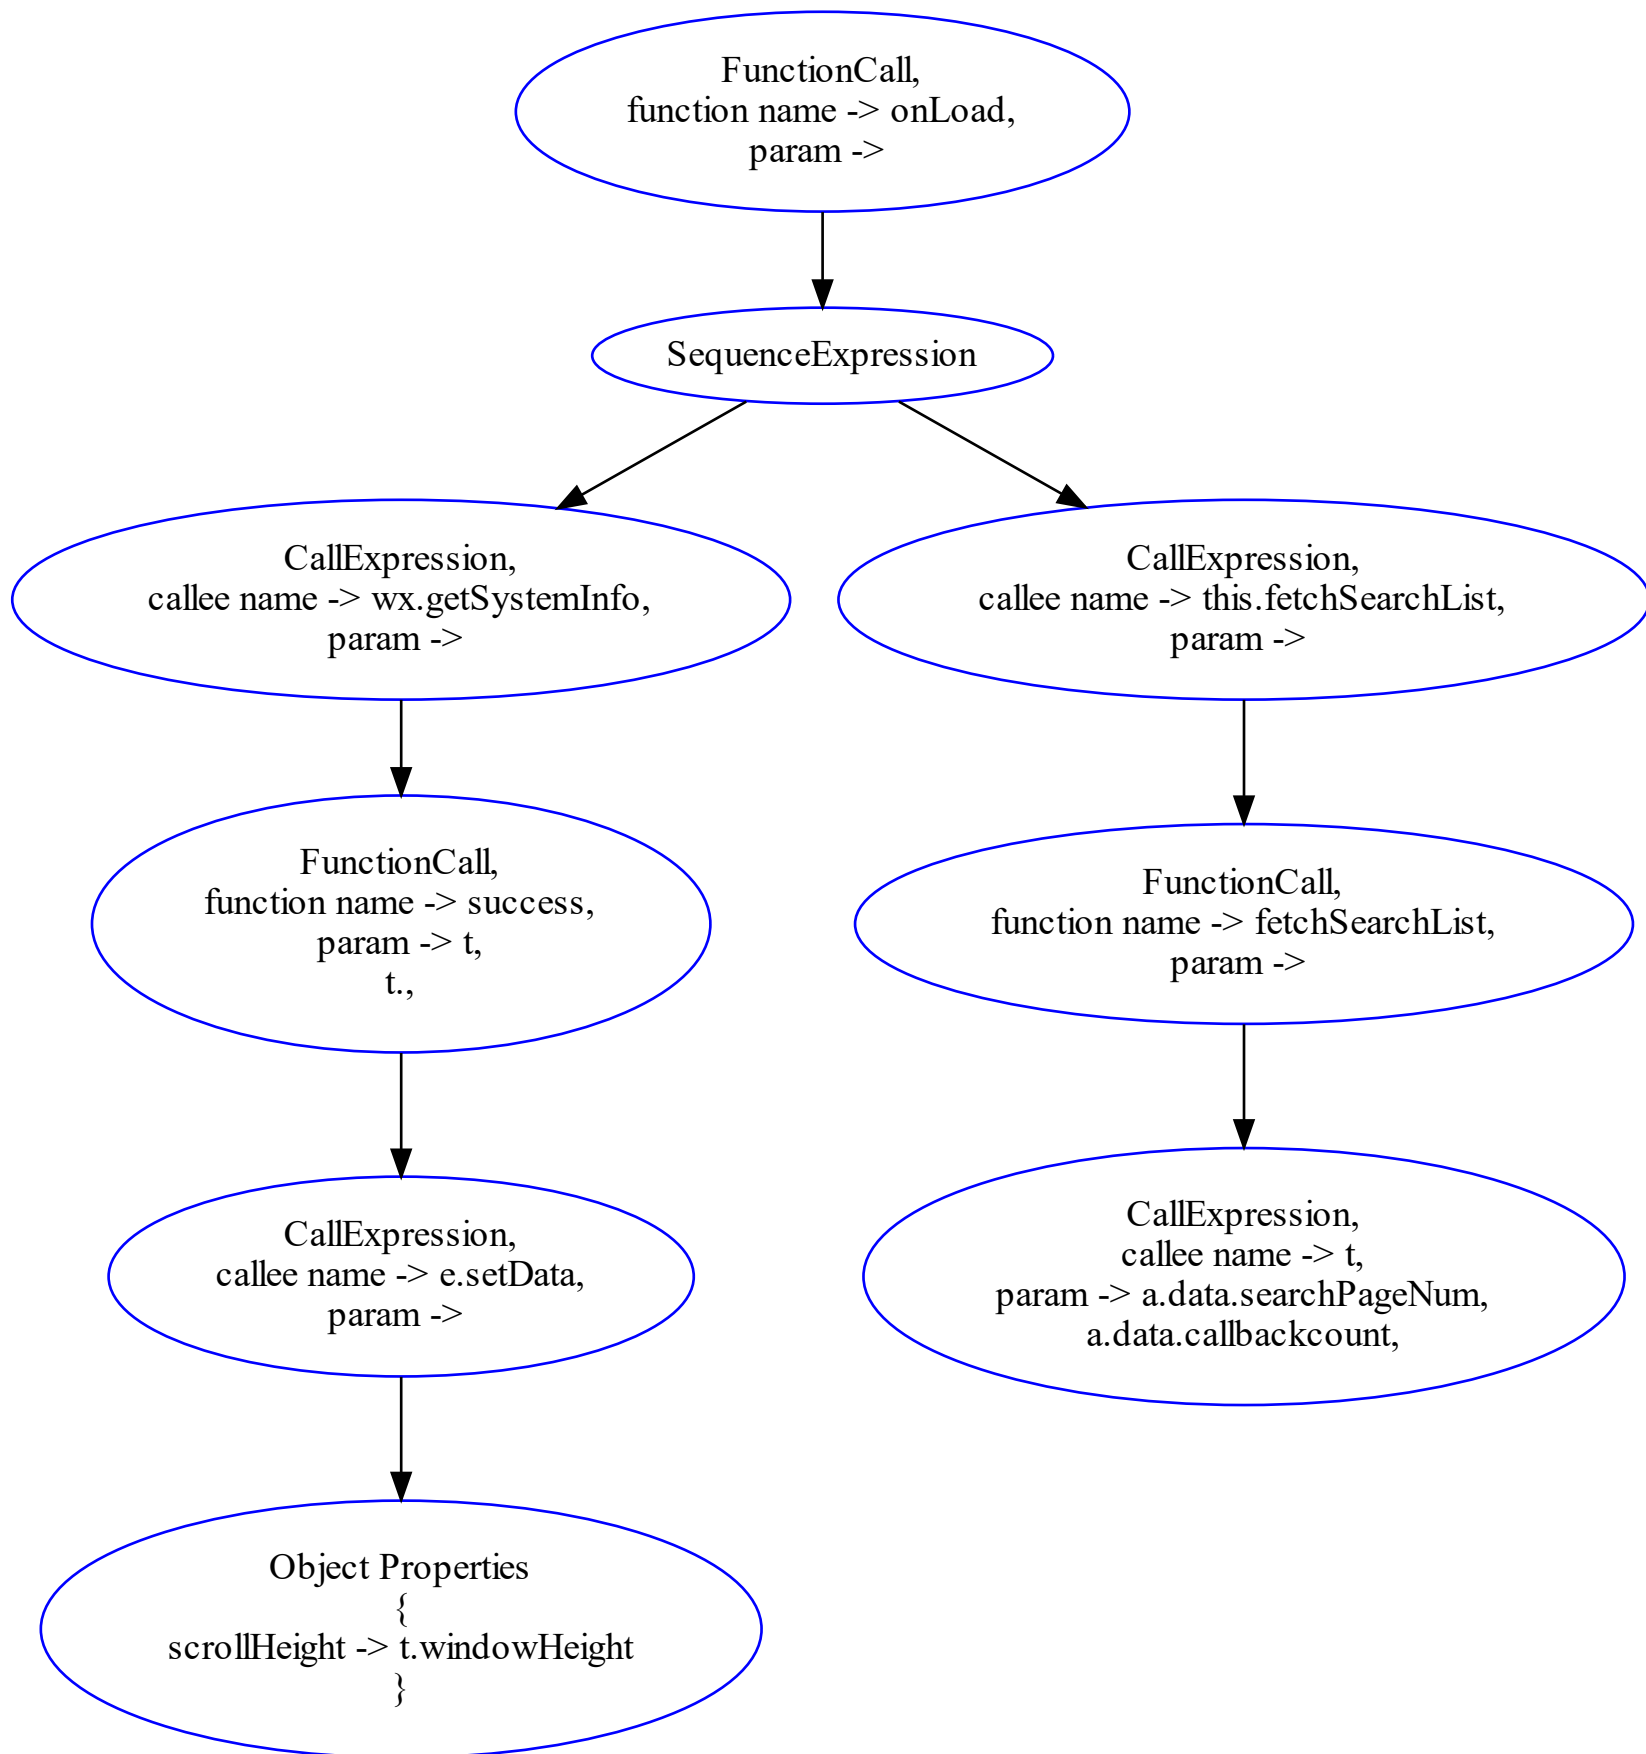 FunctionCall,
function name -> onLoad,
param ->
SequenceExpression
CallExpression,
callee name -> wx.getSystemInfo,
param ->
CallExpression,
callee name -> this.fetchSearchList,
param ->
FunctionCall,
function name -> success,
param -> t,
t.,
FunctionCall,
function name -> fetchSearchList,
param ->
CallExpression,
callee name -> e.setData,
param ->
CallExpression,
callee name -> t,
param -> a.data.searchPageNum,
a.data.callbackcount,
Object Properties
{
scrollHeight -> t.windowHeight
}